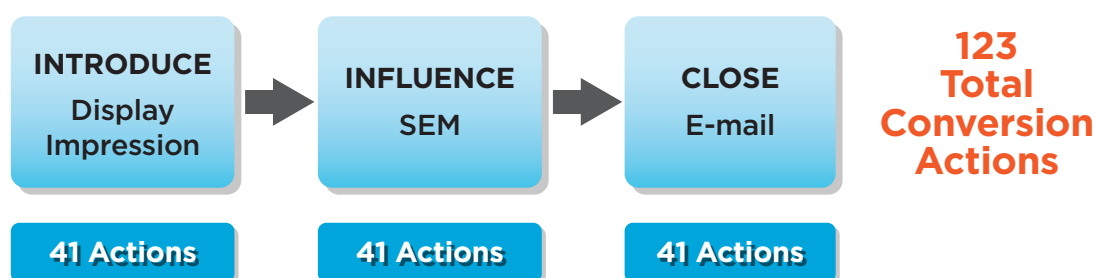 INTRODUCE
Display
Impression
INFLUENCE
SEM
CLOSE
E-mail
123
Total
Conversion
Actions
41 Actions
41 Actions
41 Actions